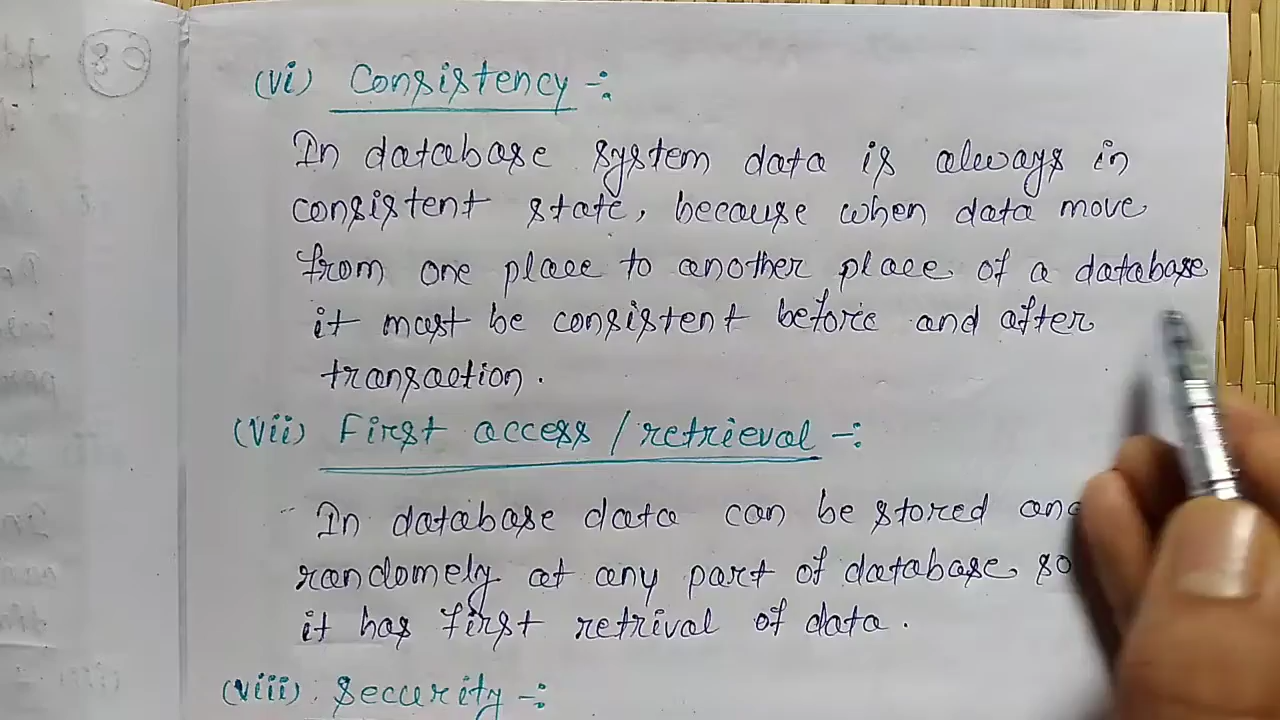 30
(vi) Consistency -:
In database system data is always in
consistent state, because when data move
from one place to another place of a database
it must be consistent before and after
transaction.
(vii) First access / retrieval -:
In database data can be stored and
randomely at any part of database so
it has first retrival of data.
(viii) Security -: